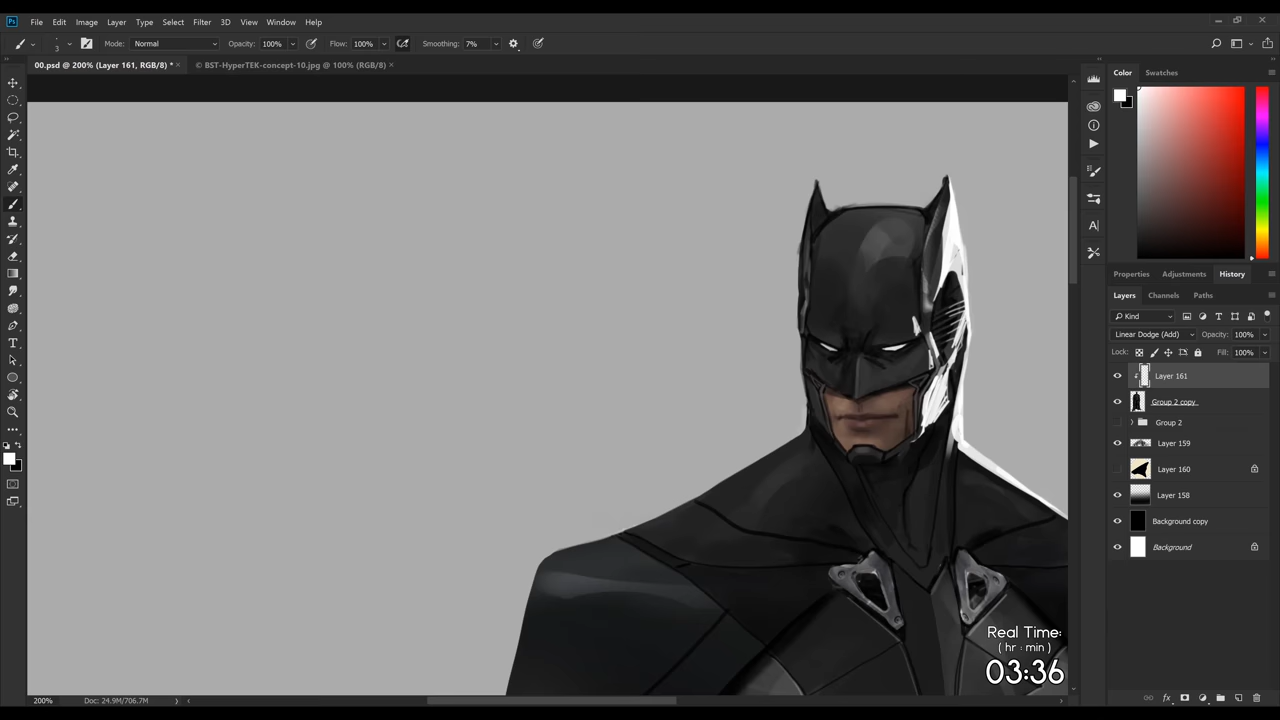 Ps File Edit Image Layer Type Select Filter 3D View Window Help
3 Mode: Normal Opacity: 100% Flow: 100% Smoothing: 7%
00.psd @ 200% (Layer 161, RGB/8) * × © BST-HyperTEK-concept-10.jpg @ 100% (RGB/8) ×
Color Swatches
Properties Adjustments History
Layers Channels Paths
Kind
Linear Dodge (Add) Opacity: 100%
Lock: Fill: 100%
Layer 161
Group 2 copy
Group 2
Layer 159
Layer 160
Layer 158
Background copy
Background
Real Time:
( hr : min )
03:36
200% Doc: 24.9M/706.7M